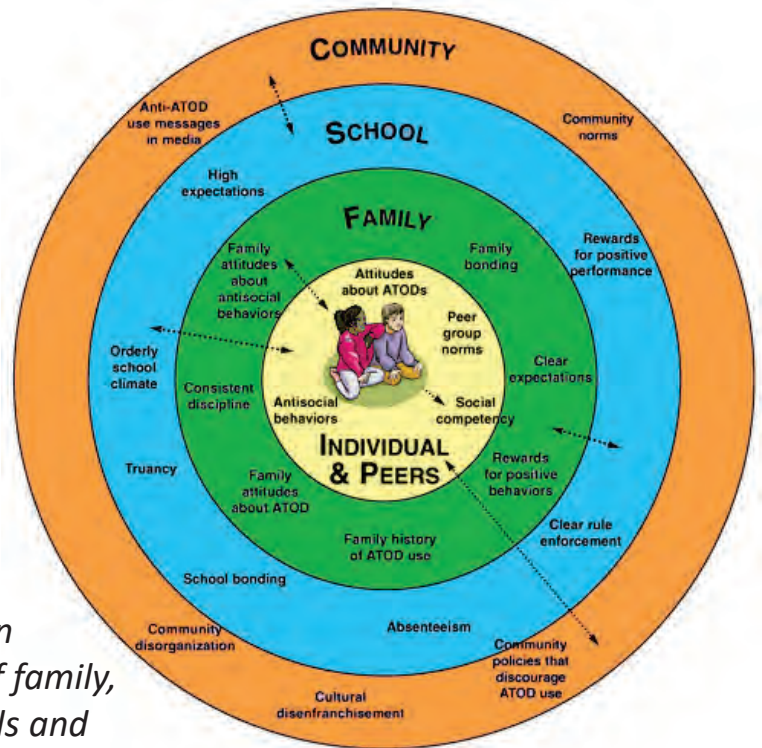 COMMUNITY
Anti-ATOD
use messages
in media
Community
norms
SCHOOL
High
expectations
Rewards
for positive
performance
FAMILY
Family
attitudes
about
antisocial
behaviors
Family
bonding
Attitudes
about ATODs
Peer
group
norms
Orderly
school
climate
Clear
expectations
Consistent
discipline
Antisocial
behaviors
Social
competency
INDIVIDUAL
& PEERS
Rewards
for positive
behaviors
Truancy
Family
attitudes
about ATOD
Family history
of ATOD use
Clear rule
enforcement
School bonding
Absenteeism
Community
disorganization
Community
policies that
discourage
ATOD use
Cultural
disenfranchisement
n
f family,
ls and